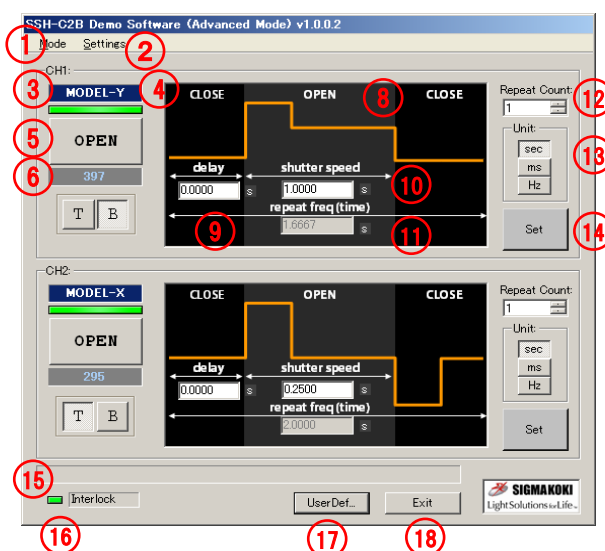 SSH-C2B Demo Software (Advanced Mode) v1.0.0.2
1 Mode Settings 2
CH1:
3 MODEL-Y 4 CLOSE OPEN 8 CLOSE Repeat Count: 12
1
5 OPEN
Unit:
sec 13
ms
Hz
6 397
delay shutter speed 10
0.0000 s 1.0000 s
repeat freq(time)
T B 9 1.6667 s 11
Set 14
CH2:
MODEL-X CLOSE OPEN CLOSE Repeat Count:
1
OPEN
Unit:
sec
ms
Hz
295
delay shutter speed
0.0000 s 0.2500 s
repeat freq(time)
T B 2.0000 s
Set
15
Interlock
16
UserDef... Exit
17 18
SIGMAKOKI
Light Solutions for Life.